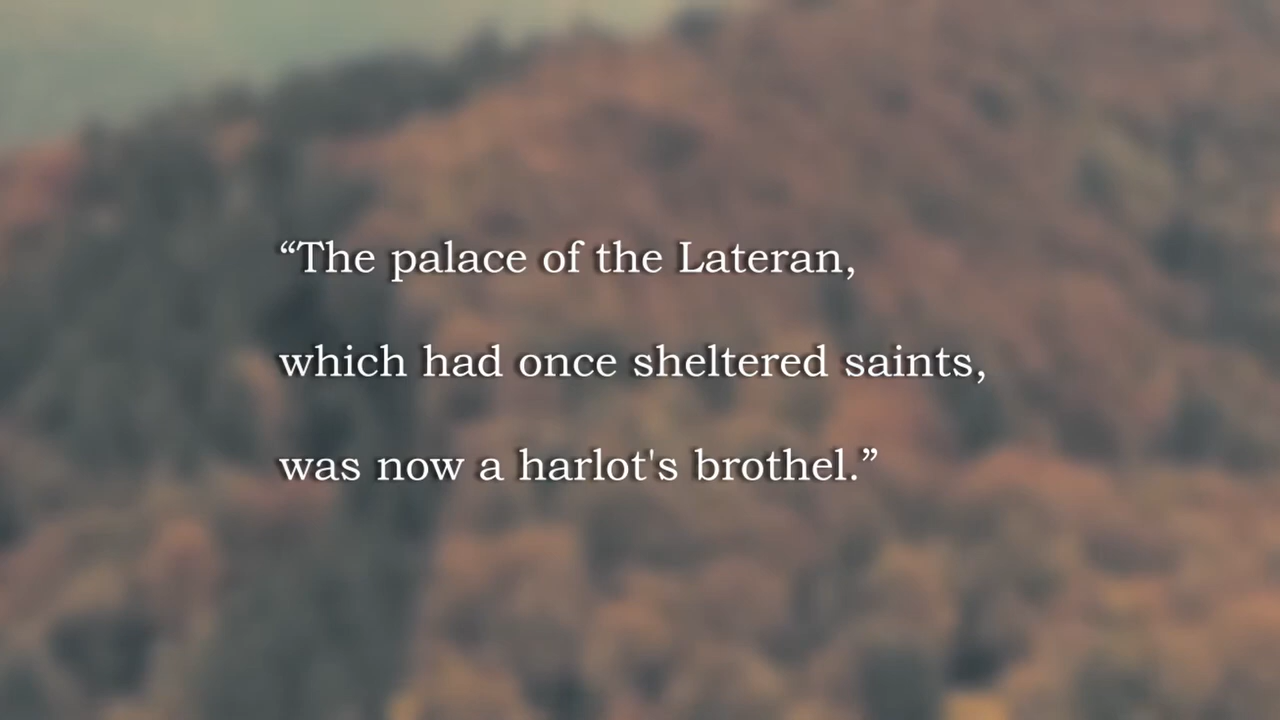 “The palace of the Lateran,
which had once sheltered saints,
was now a harlot's brothel.”